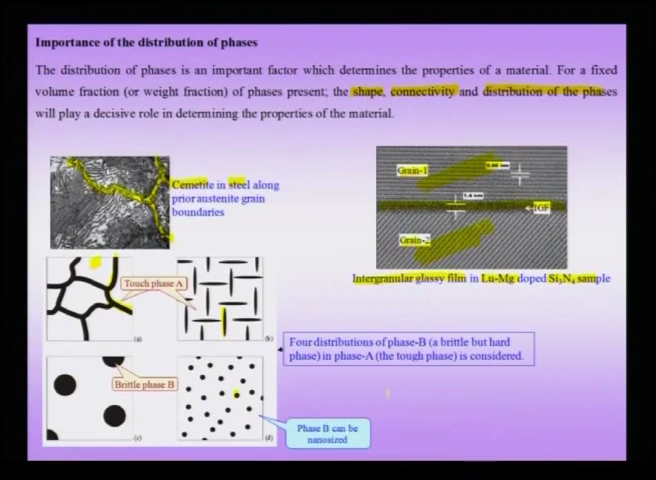 Importance of the distribution of phases
The distribution of phases is an important factor which determines the properties of a material. For a fixed
volume fraction (or weight fraction) of phases present; the shape, connectivity and distribution of the phases
will play a decisive role in determining the properties of the material.
Cemetite in steel along
prior austenite grain
boundaries
Grain-1
IGF
Grain-2
Intergranular glassy film in Lu-Mg doped Si₃N₄ sample
Touch phase A
(a)
(b)
Four distributions of phase-B (a brittle but hard
phase) in phase-A (the tough phase) is considered.
Brittle phase B
(c)
(d)
Phase B can be
nanosized